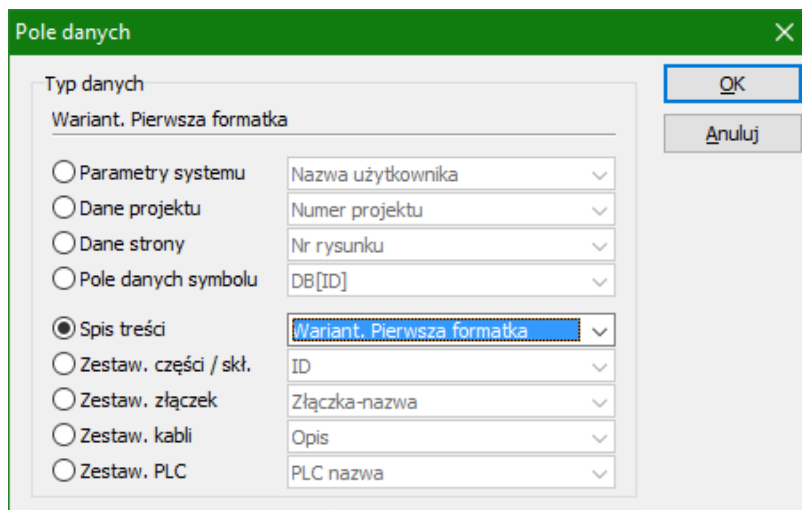 Pole danych
Typ danych
OK
Wariant. Pierwsza formatka
Anuluj
Parametry systemu Nazwa użytkownika
Dane projektu Numer projektu
Dane strony Nr rysunku
Pole danych symbolu DB[ID]
Spis treści Wariant. Pierwsza formatka
Zestaw. części / skł. ID
Zestaw. złączek Złączka-nazwa
Zestaw. kabli Opis
Zestaw. PLC PLC nazwa